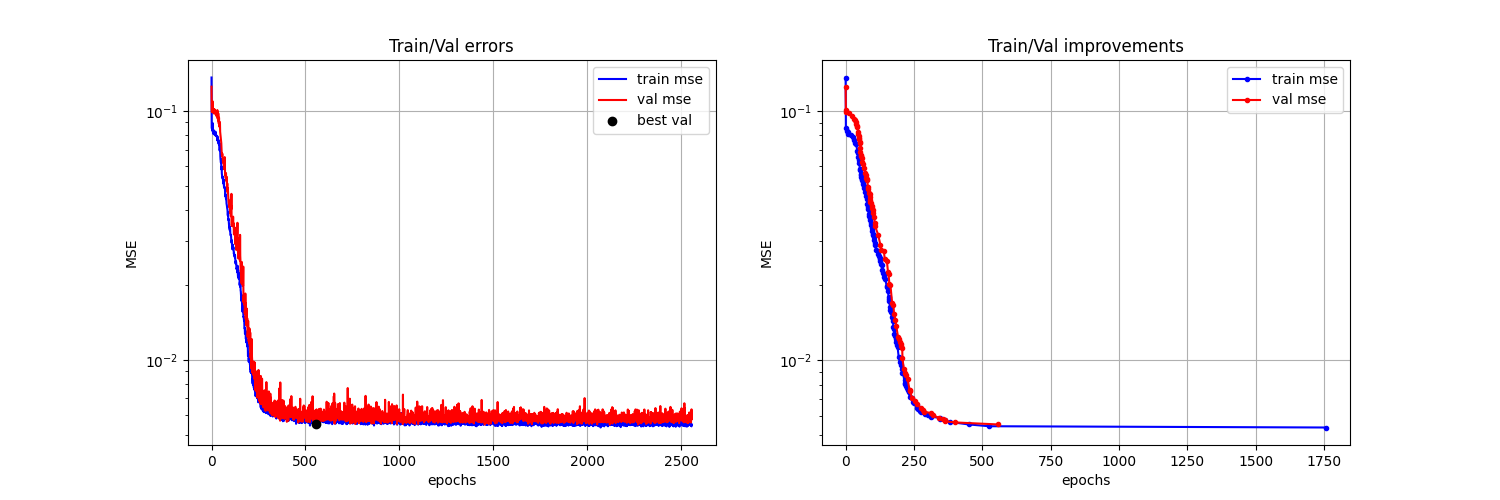 Train/Val errors
train mse
val mse
best val
10⁻¹
10⁻²
MSE
0
500
1000
1500
2000
2500
epochs
Train/Val improvements
train mse
val mse
10⁻¹
10⁻²
MSE
0
250
500
750
1000
1250
1500
1750
epochs